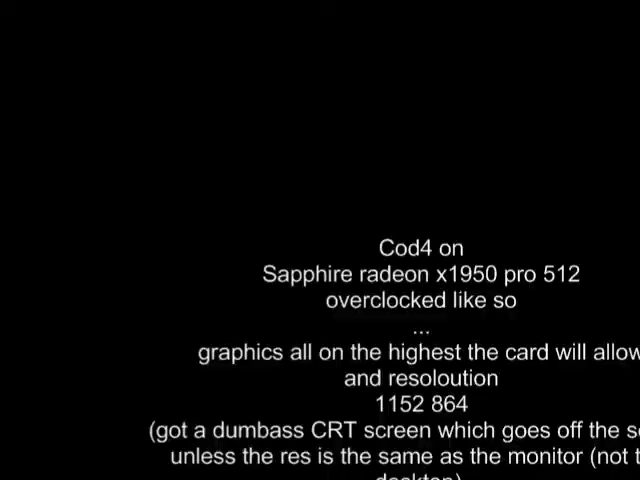 Cod4 on
Sapphire radeon x1950 pro 512
overclocked like so
...
graphics all on the highest the card will allow
and resoloution
1152 864
(got a dumbass CRT screen which goes off the
unless the res is the same as the monitor (not
desktop)